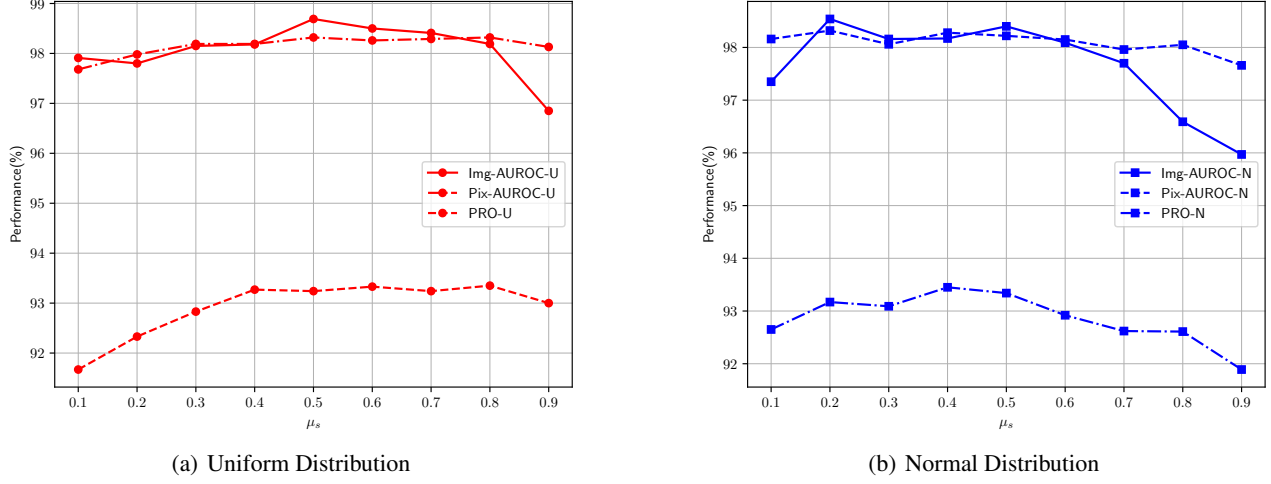 99
98
97
96
95
94
93
92
Performance(%)
Img-AUROC-U
Pix-AUROC-U
PRO-U
0.1 0.2 0.3 0.4 0.5 0.6 0.7 0.8 0.9
μs
(a) Uniform Distribution
98
97
96
95
94
93
92
Performance(%)
Img-AUROC-N
Pix-AUROC-N
PRO-N
0.1 0.2 0.3 0.4 0.5 0.6 0.7 0.8 0.9
μs
(b) Normal Distribution